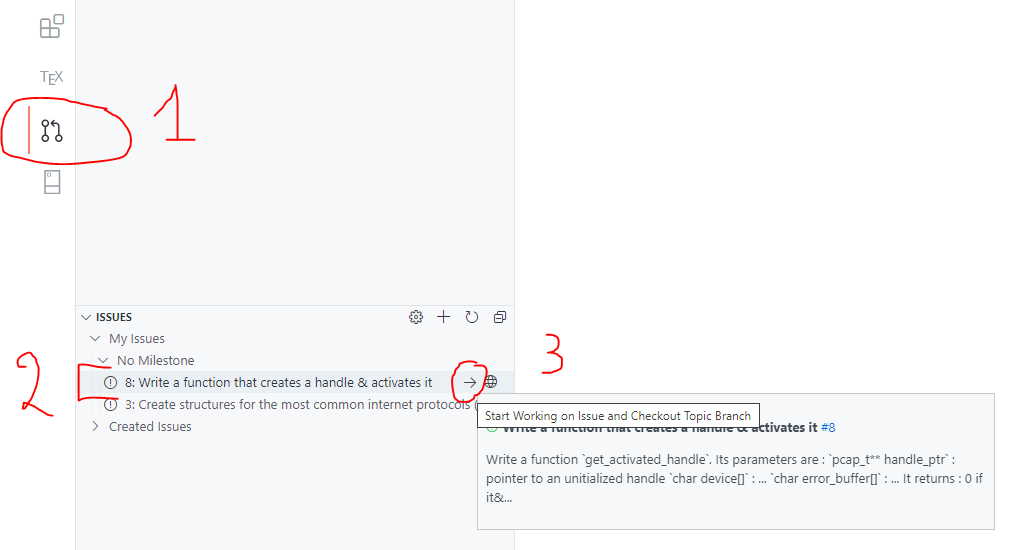 TEX
1
ISSUES
My Issues
No Milestone
2
8: Write a function that creates a handle & activates it
3
3: Create structures for the most common internet protocols (
Created Issues
Start Working on Issue and Checkout Topic Branch
Write a function that creates a handle & activates it #8
Write a function `get_activated_handle`. Its parameters are : `pcap_t** handle_ptr` :
pointer to an unitialized handle `char device[]` : ... `char error_buffer[]` : ... It returns : 0 if
it&...